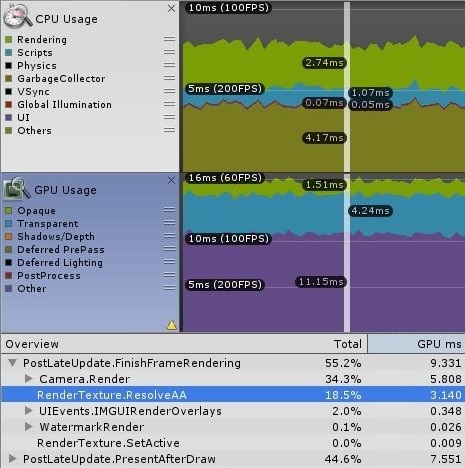 CPU Usage
Rendering
Scripts
Physics
GarbageCollector
VSync
Global Illumination
UI
Others
10ms (100FPS)
2.74ms
5ms (200FPS)
1.07ms
0.07ms
0.05ms
4.17ms
GPU Usage
Opaque
Transparent
Shadows/Depth
Deferred PrePass
Deferred Lighting
PostProcess
Other
16ms (60FPS)
1.51ms
4.24ms
10ms (100FPS)
11.15ms
5ms (200FPS)
Overview Total GPU ms
PostLateUpdate.FinishFrameRendering 55.2% 9.331
Camera.Render 34.3% 5.808
RenderTexture.ResolveAA 18.5% 3.140
UIEvents.IMGUIRenderOverlays 2.0% 0.348
WatermarkRender 0.1% 0.026
RenderTexture.SetActive 0.0% 0.000
PostLateUpdate.PresentAfterDraw 44.6% 7.551